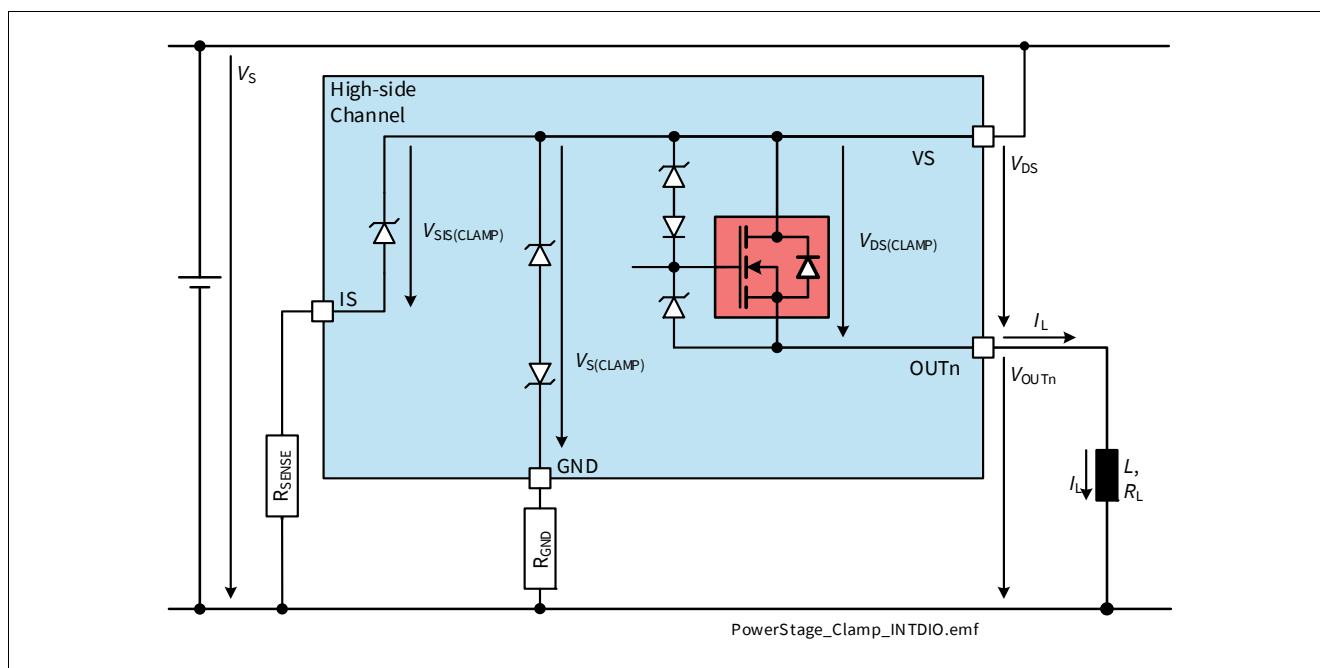 VS
High-side
Channel
VS
VDS
VSIS(CLAMP)
VDS(CLAMP)
IS
IL
VS(CLAMP)
OUTn
VOUTn
GND
RSENSE
IL
L,
RL
RGND
PowerStage_Clamp_INTDIO.emf